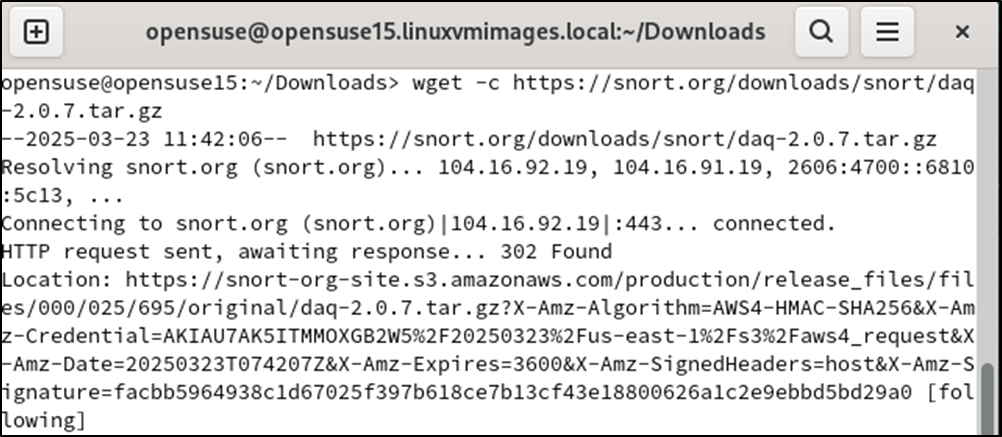 opensuse@opensuse15.linuxvmimages.local:~/Downloads
opensuse@opensuse15:~/Downloads> wget -c https://snort.org/downloads/snort/daq
-2.0.7.tar.gz
--2025-03-23 11:42:06--  https://snort.org/downloads/snort/daq-2.0.7.tar.gz
Resolving snort.org (snort.org)... 104.16.92.19, 104.16.91.19, 2606:4700::6810
:5c13, ...
Connecting to snort.org (snort.org)|104.16.92.19|:443... connected.
HTTP request sent, awaiting response... 302 Found
Location: https://snort-org-site.s3.amazonaws.com/production/release_files/fil
es/000/025/695/original/daq-2.0.7.tar.gz?X-Amz-Algorithm=AWS4-HMAC-SHA256&X-Am
z-Credential=AKIAU7AK5ITMMOXGB2W5%2F20250323%2Fus-east-1%2Fs3%2Faws4_request&X
-Amz-Date=20250323T074207Z&X-Amz-Expires=3600&X-Amz-SignedHeaders=host&X-Amz-S
ignature=facbb5964938c1d67025f397b618ce7b13cf43e18800626a1c2e9ebbd5bd29a0 [fol
lowing]